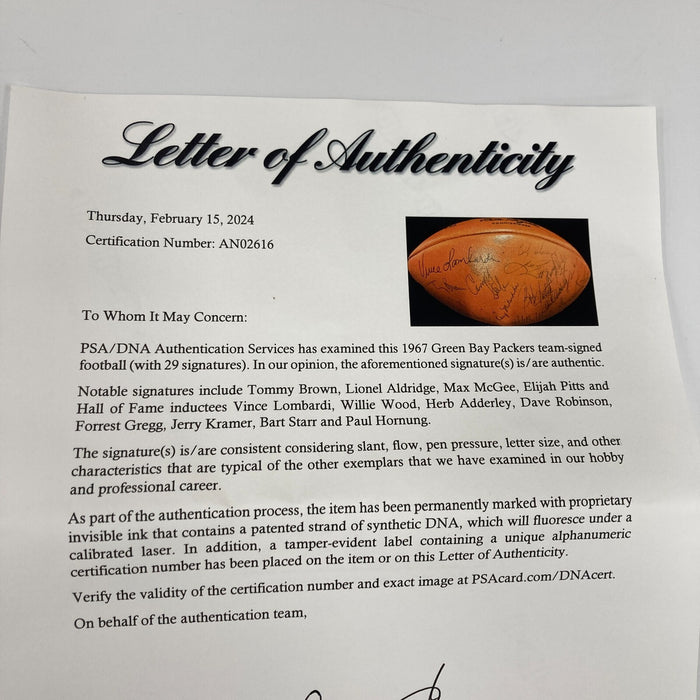 Letter of Authenticity
Thursday, February 15, 2024
Certification Number: AN02616
Vince Lombardi
To Whom It May Concern:
PSA/DNA Authentication Services has examined this 1967 Green Bay Packers team-signed
football (with 29 signatures). In our opinion, the aforementioned signature(s) is/are authentic.
Notable signatures include Tommy Brown, Lionel Aldridge, Max McGee, Elijah Pitts and
Hall of Fame inductees Vince Lombardi, Willie Wood, Herb Adderley, Dave Robinson,
Forrest Gregg, Jerry Kramer, Bart Starr and Paul Hornung.
The signature(s) is/are consistent considering slant, flow, pen pressure, letter size, and other
characteristics that are typical of the other exemplars that we have examined in our hobby
and professional career.
As part of the authentication process, the item has been permanently marked with proprietary
invisible ink that contains a patented strand of synthetic DNA, which will fluoresce under a
calibrated laser. In addition, a tamper-evident label containing a unique alphanumeric
certification number has been placed on the item or on this Letter of Authenticity.
Verify the validity of the certification number and exact image at PSAcard.com/DNAcert.
On behalf of the authentication team,